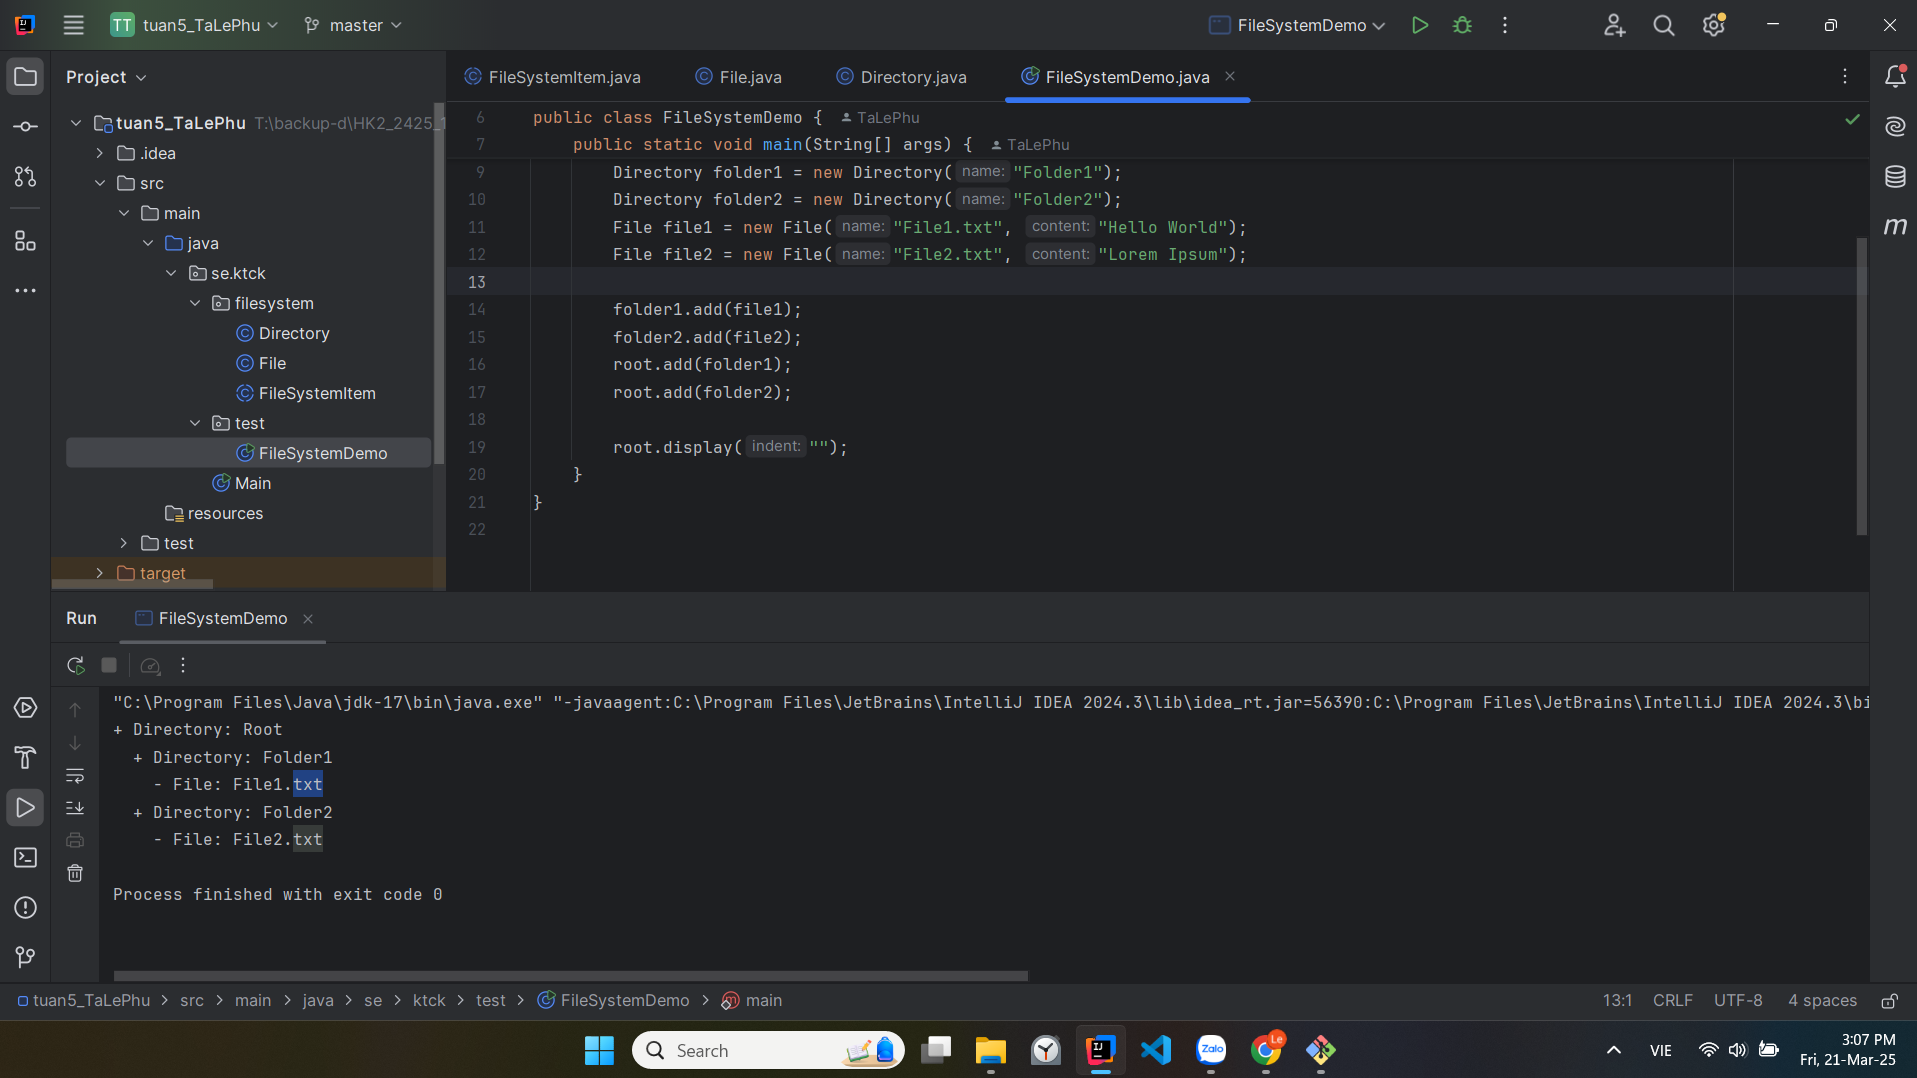 TT tuan5_TaLePhu master FileSystemDemo
Project
tuan5_TaLePhu T:\backup-d\HK2_2425_1
.idea
src
main
java
se.ktck
filesystem
Directory
File
FileSystemItem
test
FileSystemDemo
Main
resources
test
target
FileSystemItem.java File.java Directory.java FileSystemDemo.java
6 public class FileSystemDemo { TaLePhu
7 public static void main(String[] args) { TaLePhu
9 Directory folder1 = new Directory( name: "Folder1");
10 Directory folder2 = new Directory( name: "Folder2");
11 File file1 = new File( name: "File1.txt", content: "Hello World");
12 File file2 = new File( name: "File2.txt", content: "Lorem Ipsum");
13
14 folder1.add(file1);
15 folder2.add(file2);
16 root.add(folder1);
17 root.add(folder2);
18
19 root.display( indent: "");
20 }
21 }
22
m
Run FileSystemDemo
"C:\Program Files\Java\jdk-17\bin\java.exe" "-javaagent:C:\Program Files\JetBrains\IntelliJ IDEA 2024.3\lib\idea_rt.jar=56390:C:\Program Files\JetBrains\IntelliJ IDEA 2024.3\bi
+ Directory: Root
+ Directory: Folder1
- File: File1.txt
+ Directory: Folder2
- File: File2.txt
Process finished with exit code 0
tuan5_TaLePhu > src > main > java > se > ktck > test > FileSystemDemo > main
13:1 CRLF UTF-8 4 spaces
Search
Zalo
Le
VIE
3:07 PM
Fri, 21-Mar-25